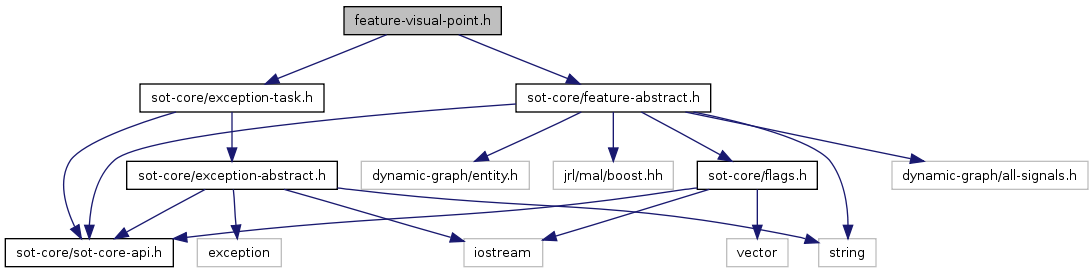 feature-visual-point.h
sot-core/exception-task.h
sot-core/feature-abstract.h
sot-core/exception-abstract.h
dynamic-graph/entity.h
jrl/mal/boost.hh
sot-core/flags.h
dynamic-graph/all-signals.h
sot-core/sot-core-api.h
exception
iostream
vector
string